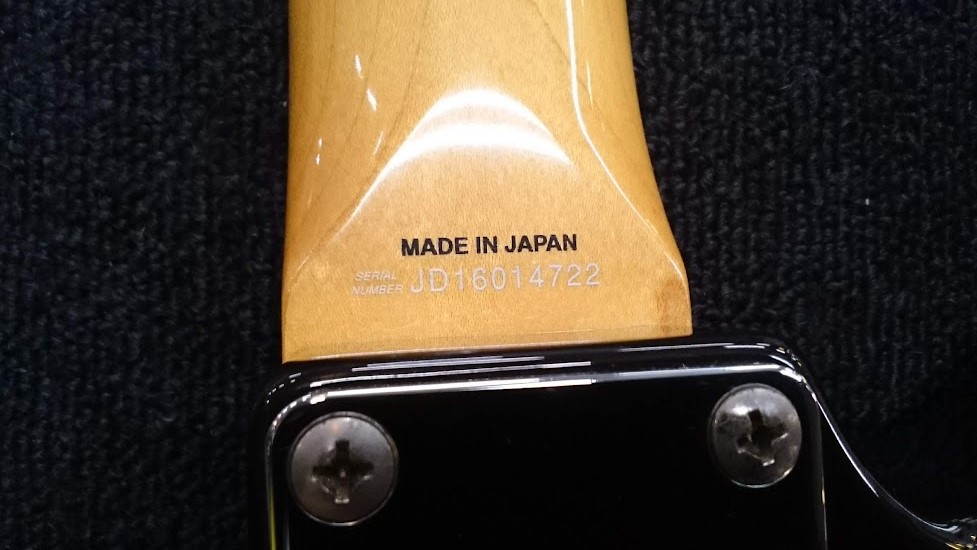 MADE IN JAPAN
SERIAL NUMBER JD16014722